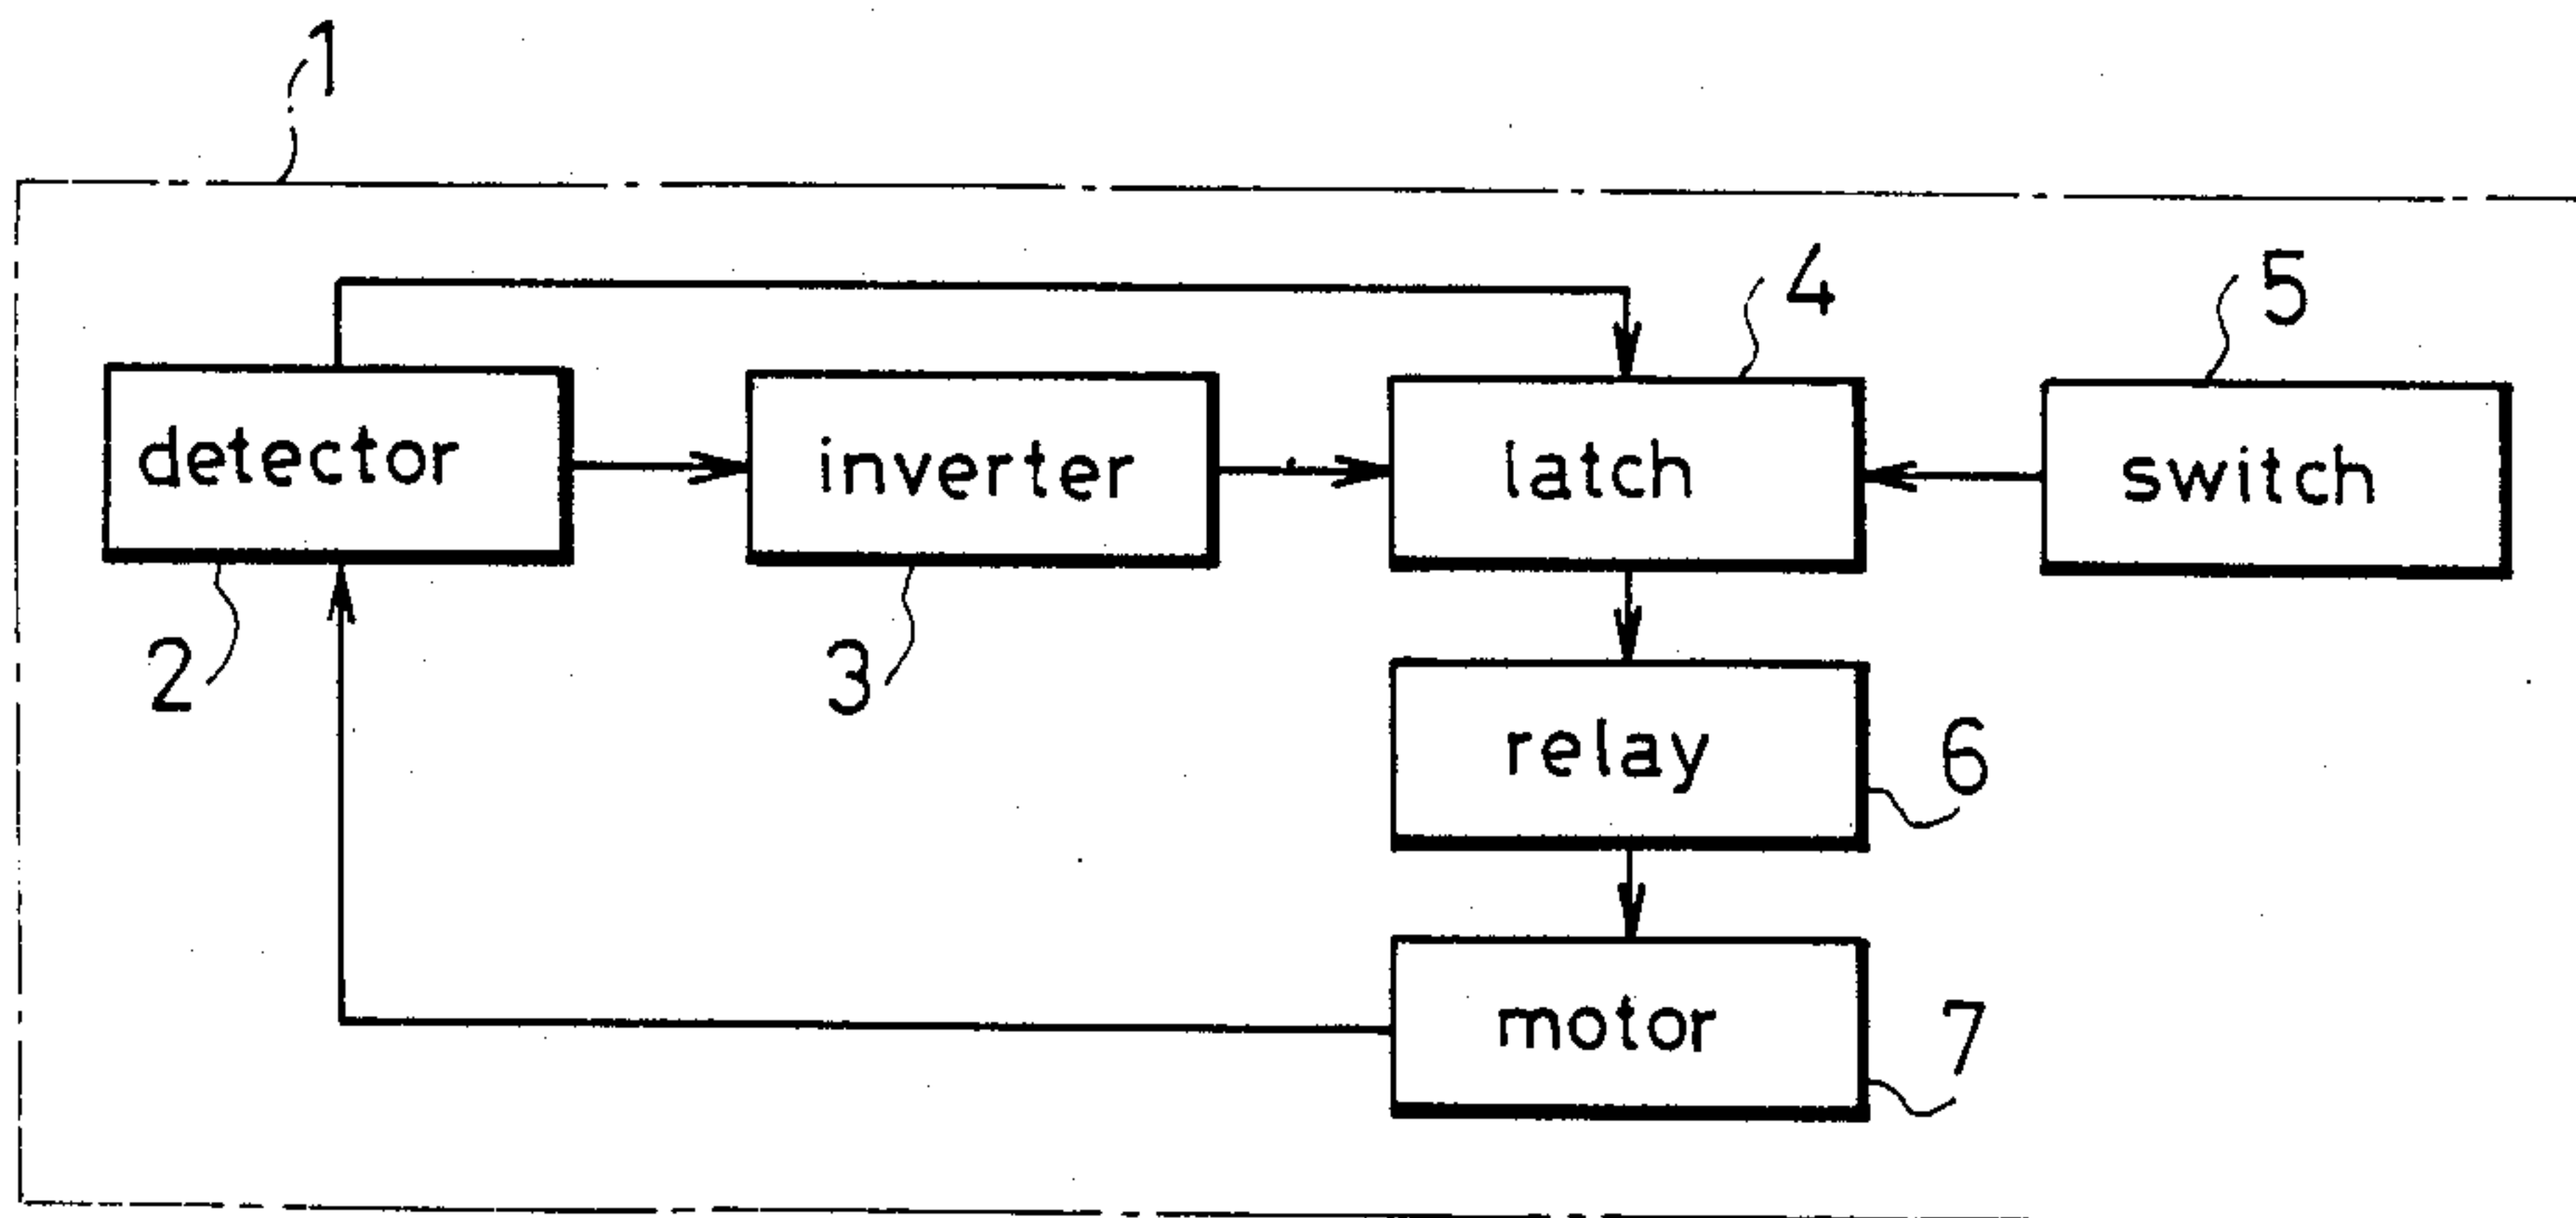 1
4
5
detector
inverter
latch
switch
2
3
relay
6
motor
7